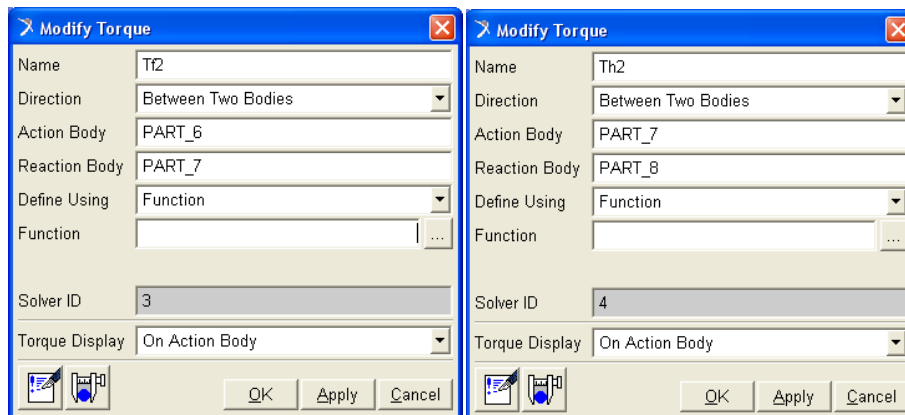 Modify Torque
Name Tf2
Direction Between Two Bodies
Action Body PART_6
Reaction Body PART_7
Define Using Function
Function ...
Solver ID 3
Torque Display On Action Body
OK Apply Cancel
Modify Torque
Name Th2
Direction Between Two Bodies
Action Body PART_7
Reaction Body PART_8
Define Using Function
Function ...
Solver ID 4
Torque Display On Action Body
OK Apply Cancel